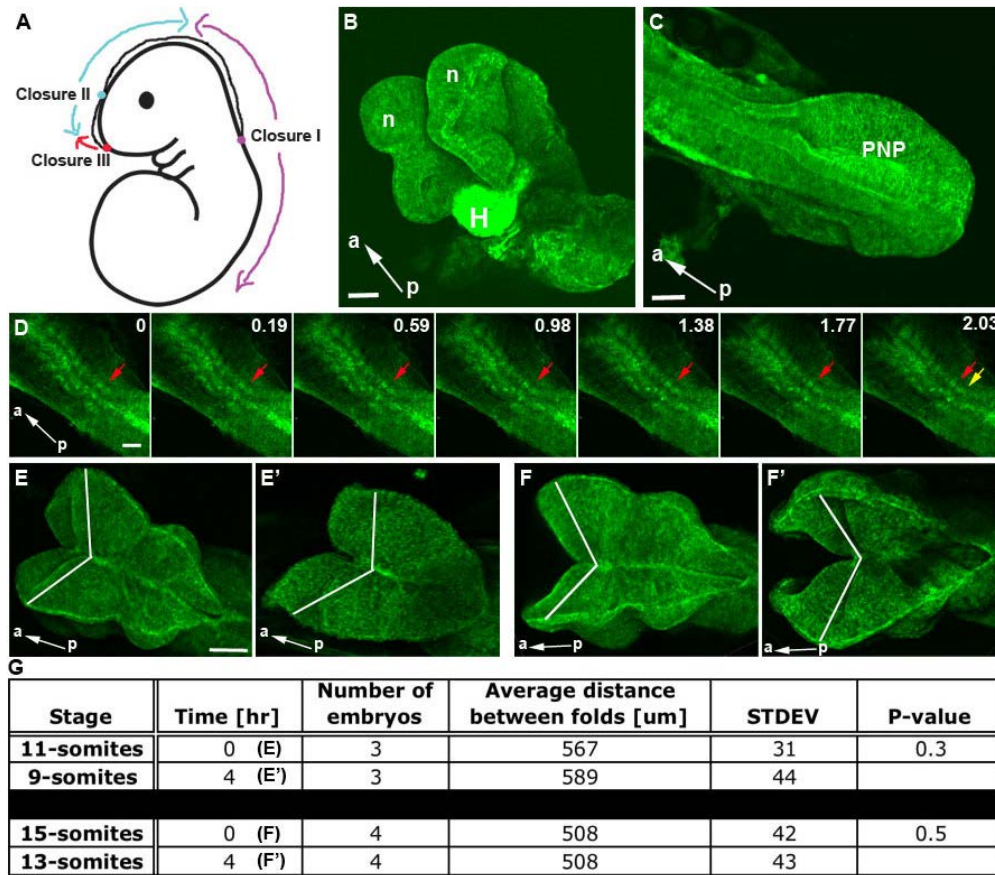 A
Closure II
Closure III
Closure I
B
n
n
H
a
p
C
PNP
a
p
D
0
0.19
0.59
0.98
1.38
1.77
2.03
a
p
E
a
p
E'
a
p
F
a
p
F'
a
p
G
Stage Time [hr] Number of embryos Average distance between folds [um] STDEV P-value
11-somites 0 (E) 3 567 31 0.3
9-somites 4 (E') 3 589 44
15-somites 0 (F) 4 508 42 0.5
13-somites 4 (F') 4 508 43